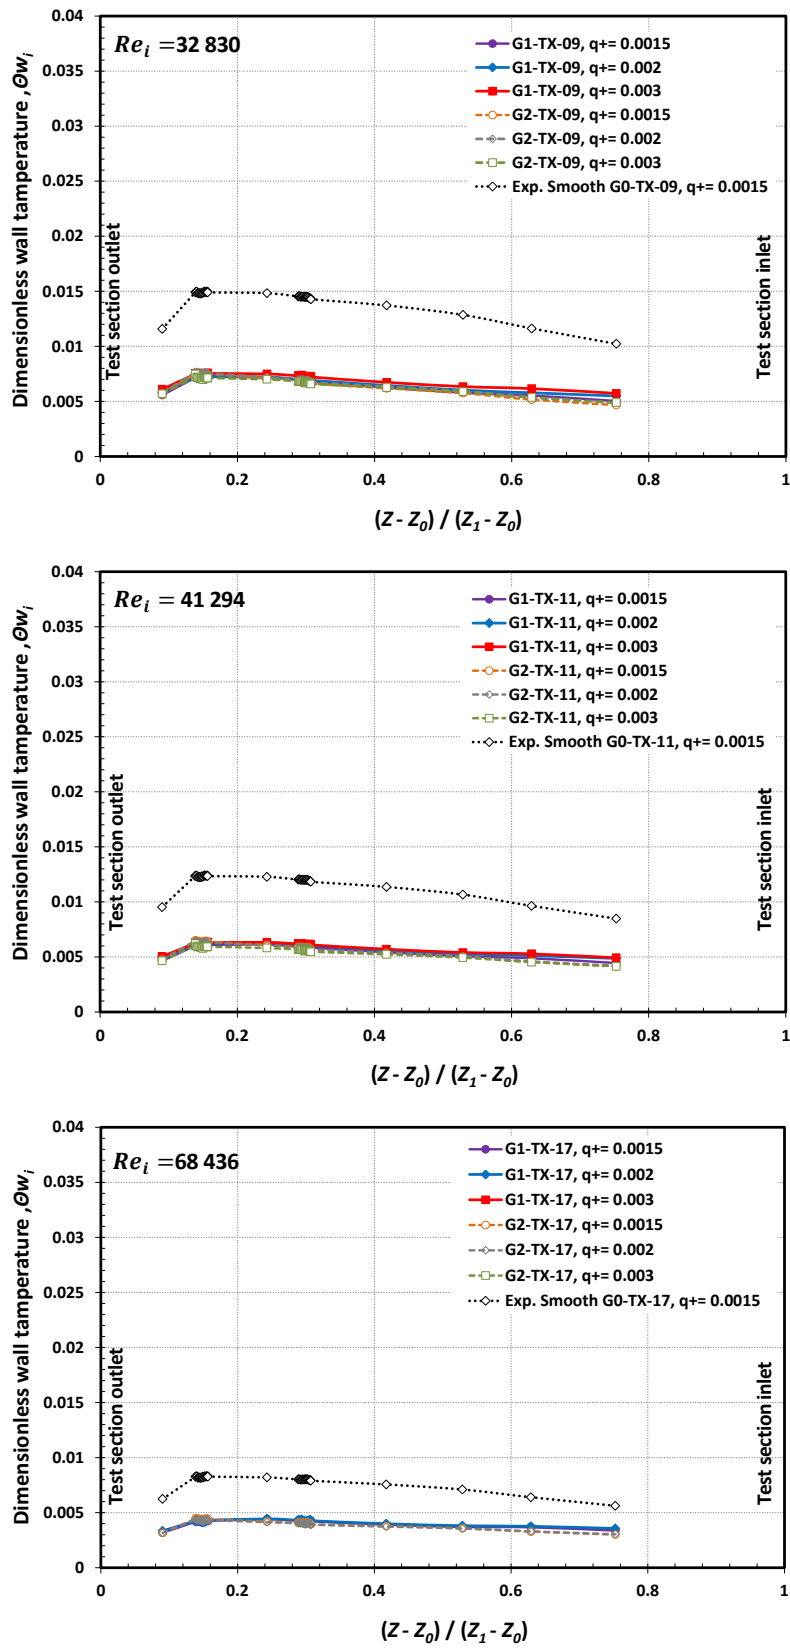 0.04
Re_i = 32 830
G1-TX-09, q+= 0.0015
G1-TX-09, q+= 0.002
G1-TX-09, q+= 0.003
G2-TX-09, q+= 0.0015
G2-TX-09, q+= 0.002
G2-TX-09, q+= 0.003
Exp. Smooth G0-TX-09, q+= 0.0015
0.035
0.03
0.025
0.02
0.015
0.01
0.005
0
Dimensionless wall tamperature ,Θw_i
Test section outlet
Test section inlet
0 0.2 0.4 0.6 0.8 1
(Z - Z_0) / (Z_1 - Z_0)
0.04
Re_i = 41 294
G1-TX-11, q+= 0.0015
G1-TX-11, q+= 0.002
G1-TX-11, q+= 0.003
G2-TX-11, q+= 0.0015
G2-TX-11, q+= 0.002
G2-TX-11, q+= 0.003
Exp. Smooth G0-TX-11, q+= 0.0015
0.035
0.03
0.025
0.02
0.015
0.01
0.005
0
Dimensionless wall tamperature ,Θw_i
Test section outlet
Test section inlet
0 0.2 0.4 0.6 0.8 1
(Z - Z_0) / (Z_1 - Z_0)
0.04
Re_i = 68 436
G1-TX-17, q+= 0.0015
G1-TX-17, q+= 0.002
G1-TX-17, q+= 0.003
G2-TX-17, q+= 0.0015
G2-TX-17, q+= 0.002
G2-TX-17, q+= 0.003
Exp. Smooth G0-TX-17, q+= 0.0015
0.035
0.03
0.025
0.02
0.015
0.01
0.005
0
Dimensionless wall tamperature ,Θw_i
Test section outlet
Test section inlet
0 0.2 0.4 0.6 0.8 1
(Z - Z_0) / (Z_1 - Z_0)